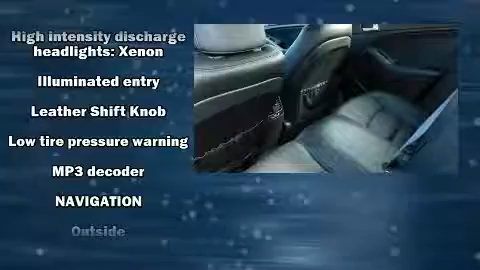 High intensity discharge
headlights: Xenon
Illuminated entry
Leather Shift Knob
Low tire pressure warning
MP3 decoder
NAVIGATION
Outside